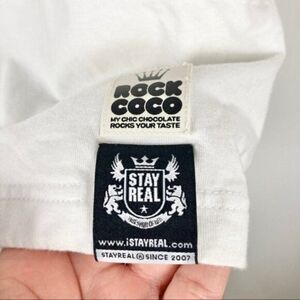 ROCK
COCO
MY CHIC CHOCOLATE
ROCKS YOUR TASTE
STAY
REAL
www.iSTAYREAL.com
STAYREAL® SINCE 2007